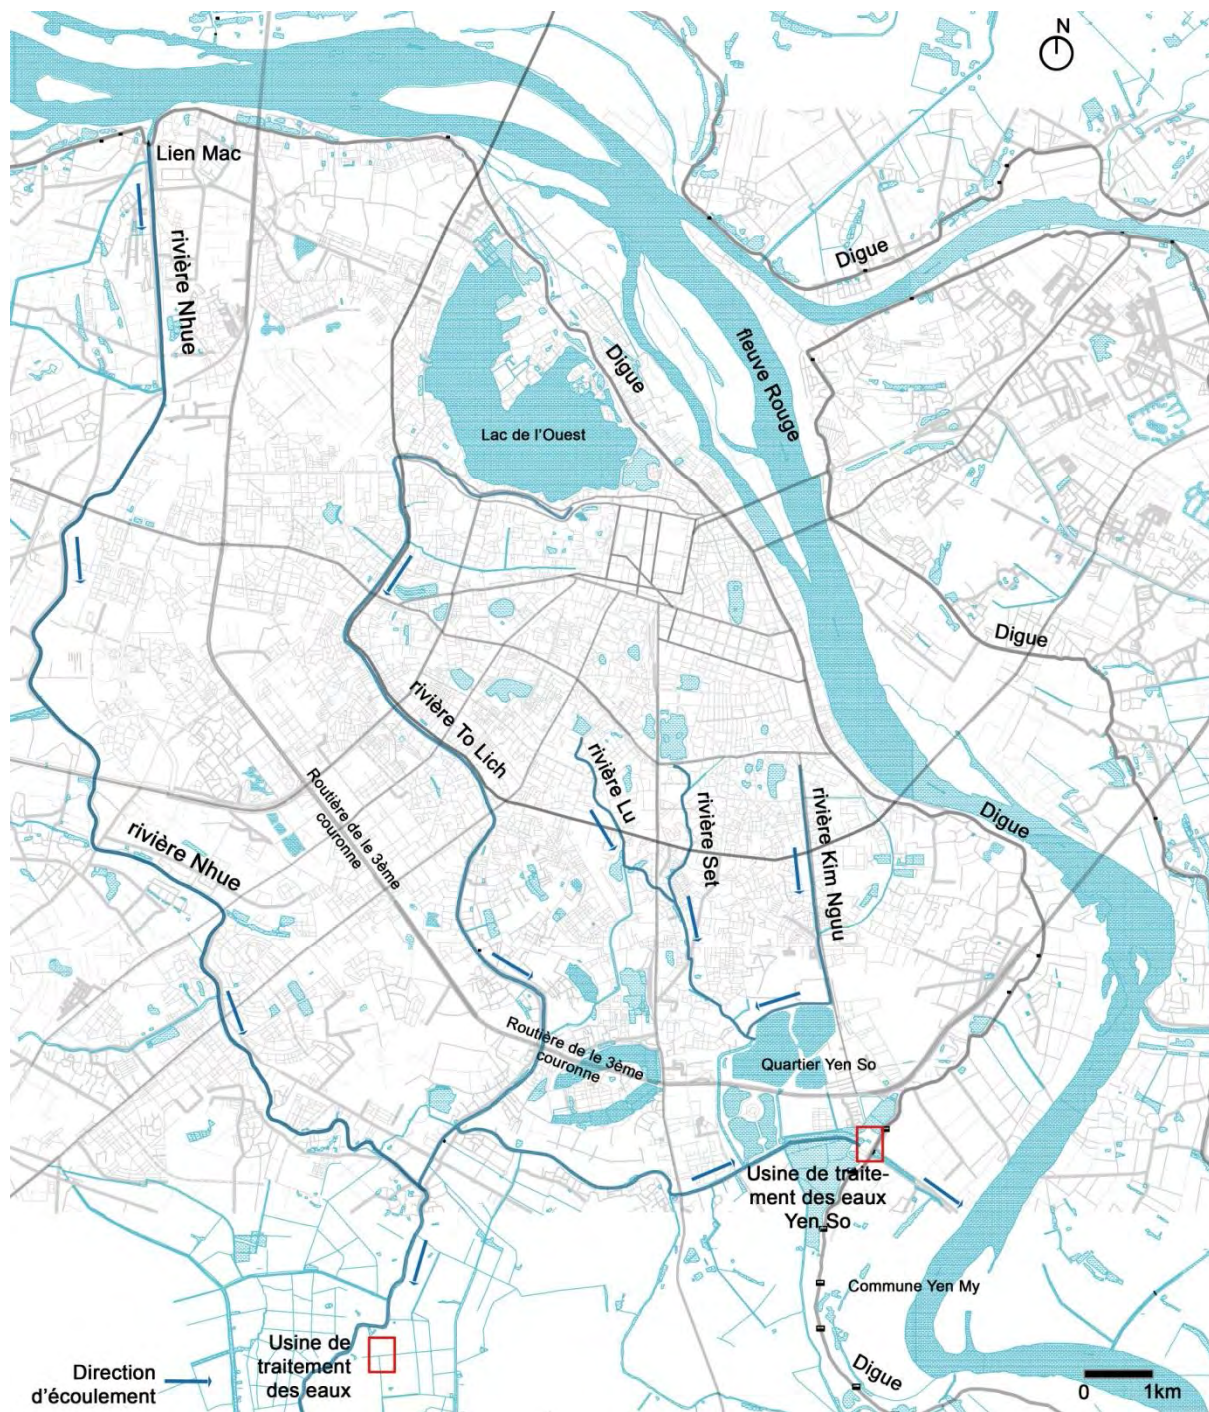 N
Lien Mac
rivière Nhue
Digue
Digue
fleuve Rouge
Lac de l'Ouest
Digue
rivière To Lich
rivière Lu
rivière Set
rivière Kim Nguu
Digue
Routière de le 3ème
couronne
rivière Nhue
Routière de le 3ème
couronne
Quartier Yen So
Usine de traite-
ment des eaux
Yen So
Commune Yen My
Usine de
traitement
des eaux
Direction
d'écoulement
Digue
0 1km